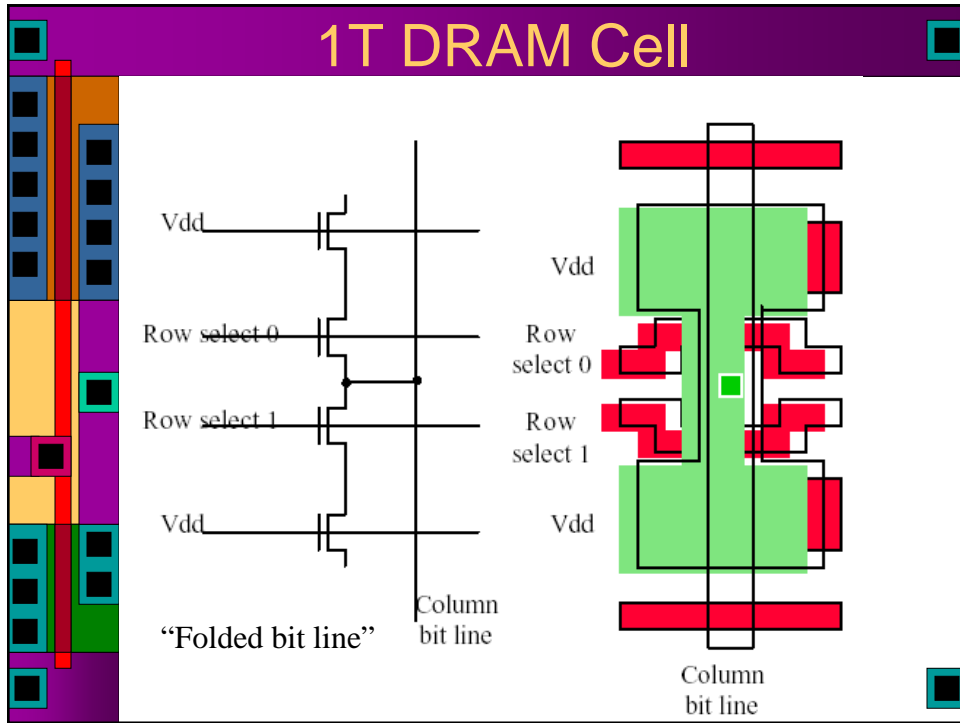 1T DRAM Cell
Vdd
Row select 0
Row select 1
Vdd
Column
bit line
“Folded bit line”
Vdd
Row
select 0
Row
select 1
Vdd
Column
bit line